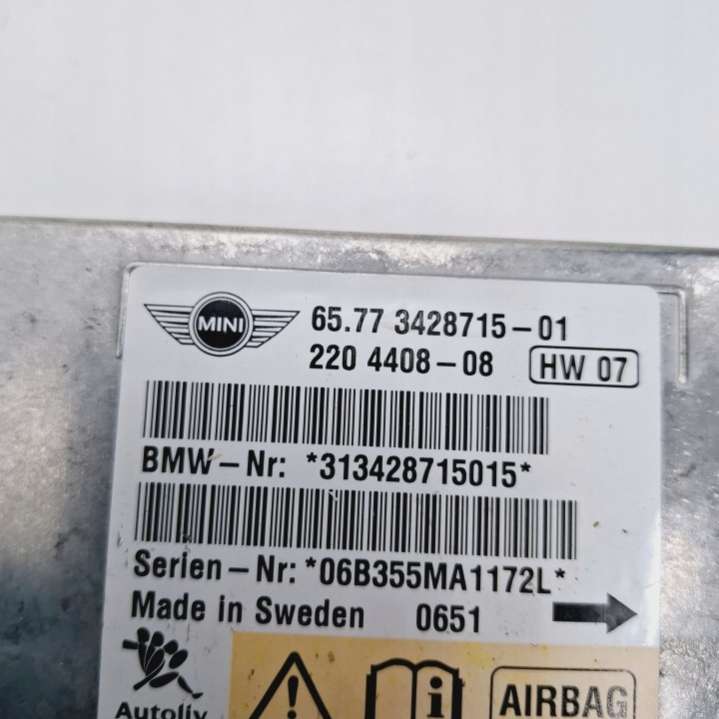 MINI 65.77 3428715-01
220 4408-08 HW 07
BMW-Nr: *313428715015*
Serien-Nr: *06B355MA1172L*
Made in Sweden 0651
Autoliv
AIRBAG